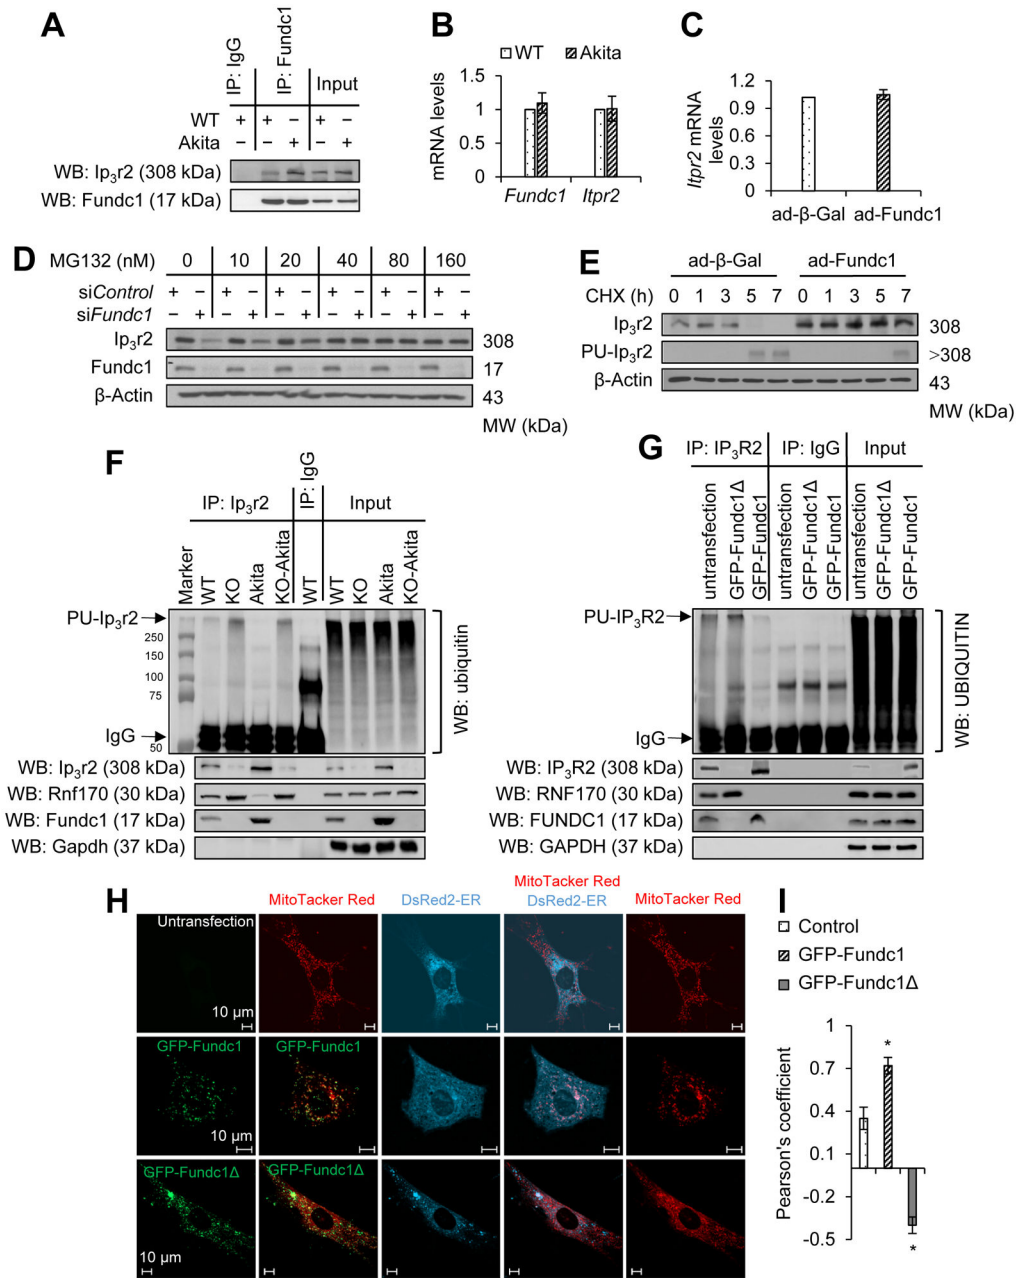 A
IP: IgG
IP: Fundc1
Input
WT + + − + −
Akita − − + − +
WB: Ip3r2 (308 kDa)
WB: Fundc1 (17 kDa)
B
WT Akita
mRNA levels
1.5
1
0.5
0
Fundc1 Itpr2
C
Itpr2 mRNA
levels
1.2
0.9
0.6
0.3
0
ad-β-Gal ad-Fundc1
D
MG132 (nM) 0 10 20 40 80 160
siControl + − + − + − + − + − + −
siFundc1 − + − + − + − + − + − +
Ip3r2 308
Fundc1 17
β-Actin 43
MW (kDa)
E
ad-β-Gal ad-Fundc1
CHX (h) 0 1 3 5 7 0 1 3 5 7
Ip3r2 308
PU-Ip3r2 >308
β-Actin 43
MW (kDa)
F
IP: Ip3r2
IP: IgG
Input
Marker
WT
KO
Akita
KO-Akita
WT
WT
KO
Akita
KO-Akita
PU-Ip3r2
250
150
100
75
50
IgG
WB: ubiquitin
WB: Ip3r2 (308 kDa)
WB: Rnf170 (30 kDa)
WB: Fundc1 (17 kDa)
WB: Gapdh (37 kDa)
G
IP: IP3R2 IP: IgG Input
untransfection
GFP-Fundc1Δ
GFP-Fundc1
untransfection
GFP-Fundc1Δ
GFP-Fundc1
untransfection
GFP-Fundc1Δ
GFP-Fundc1
PU-IP3R2
IgG
WB: UBIQUITIN
WB: IP3R2 (308 kDa)
WB: RNF170 (30 kDa)
WB: FUNDC1 (17 kDa)
WB: GAPDH (37 kDa)
H
MitoTacker Red
DsRed2-ER
MitoTacker Red
DsRed2-ER
MitoTacker Red
Untransfection
10 μm
GFP-Fundc1 GFP-Fundc1
10 μm
GFP-Fundc1Δ GFP-Fundc1Δ
10 μm
I
Control
GFP-Fundc1
GFP-Fundc1Δ
Pearson's coefficient
1
0.7
0.4
0.1
-0.2
-0.5
*
*